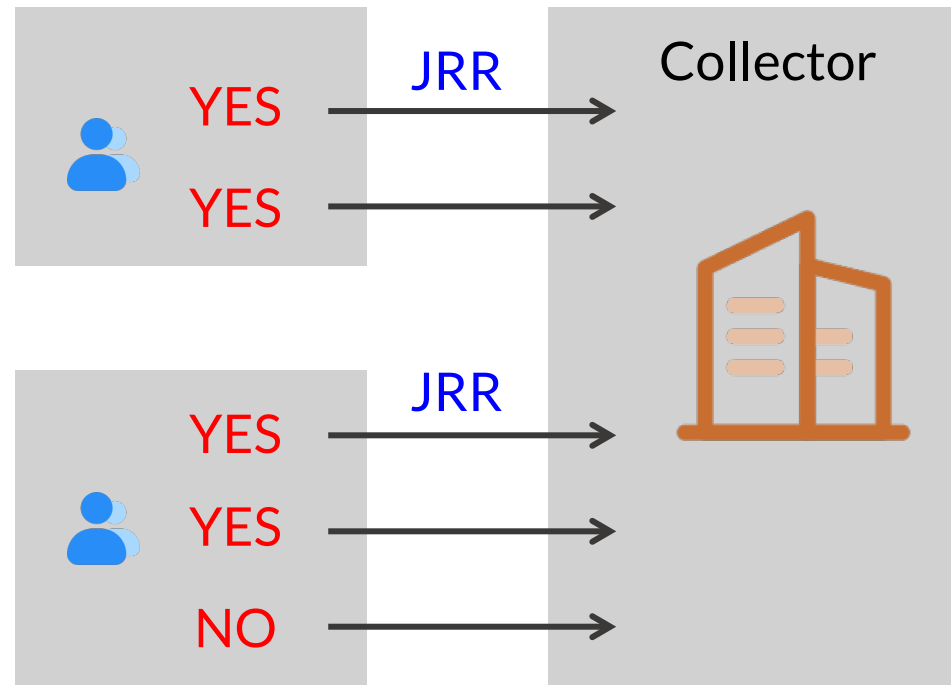 JRR
Collector
YES
YES
JRR
YES
YES
NO